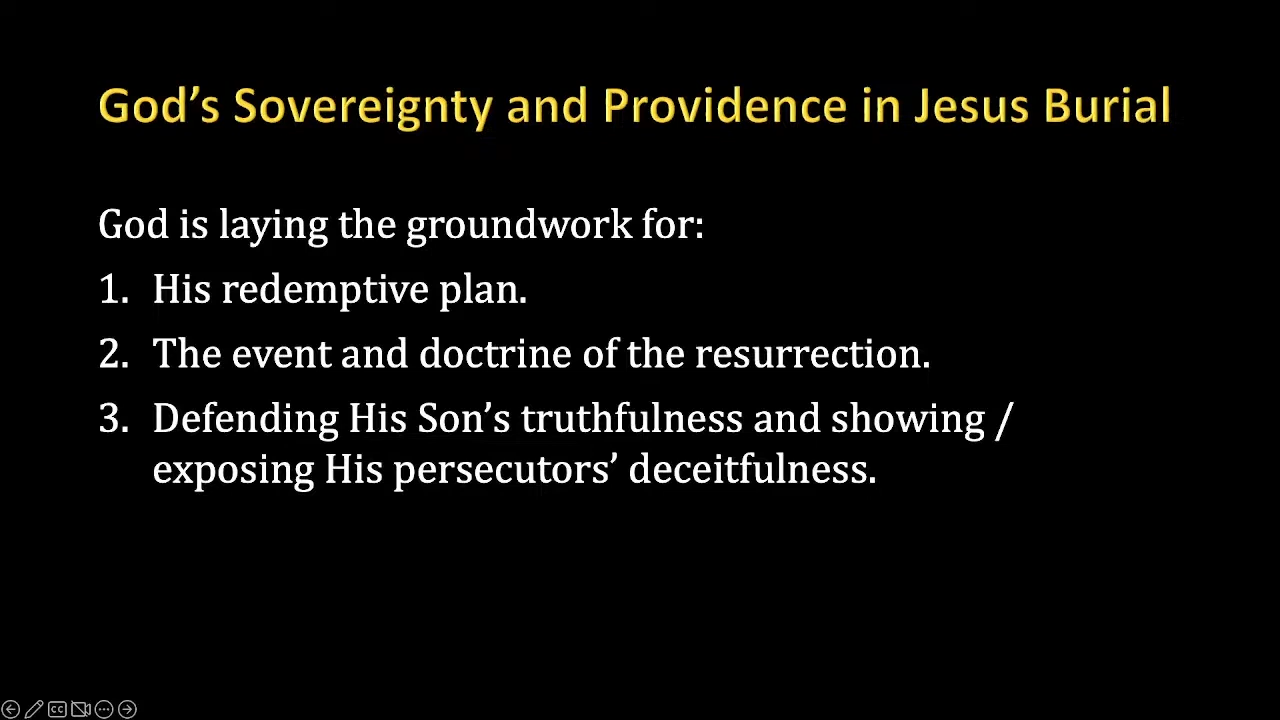 God’s Sovereignty and Providence in Jesus Burial
God is laying the groundwork for:
1. His redemptive plan.
2. The event and doctrine of the resurrection.
3. Defending His Son’s truthfulness and showing /
exposing His persecutors’ deceitfulness.
CC